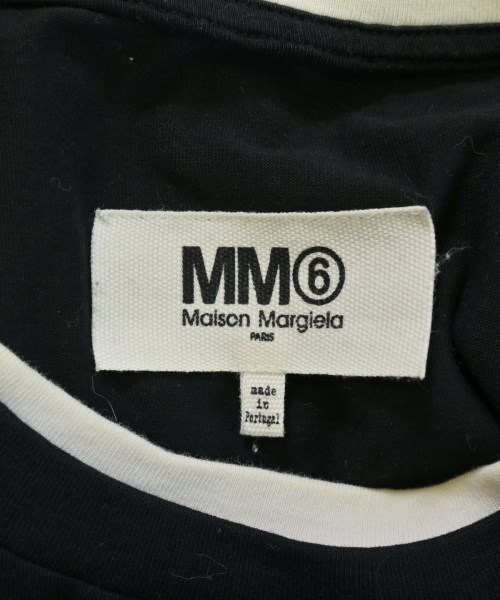 MM⑥
Maison Margiela
PARIS
made
in
Portugal